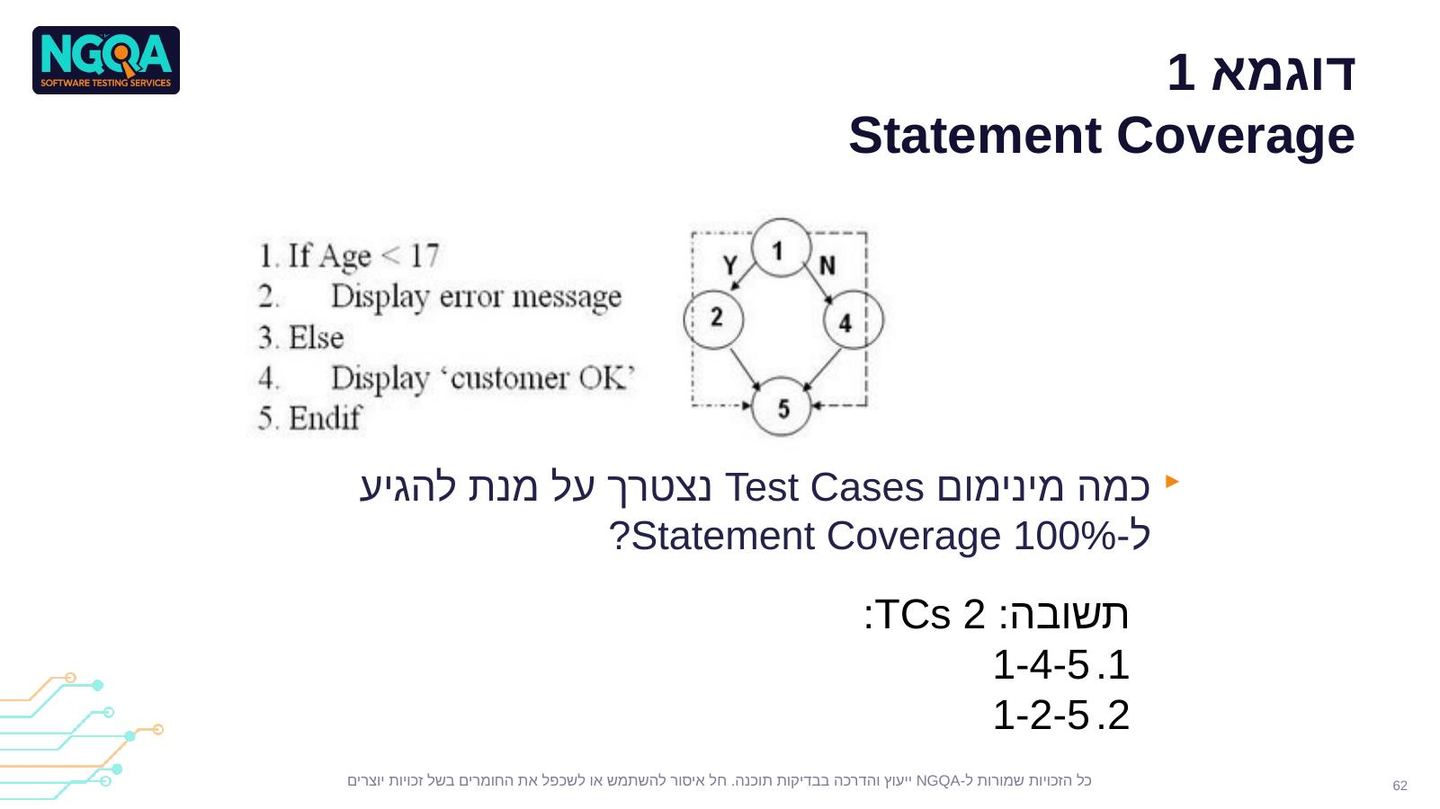 NGQA
SOFTWARE TESTING SERVICES
דוגמא 1
Statement Coverage
1. If Age < 17
2. Display error message
3. Else
4. Display ‘customer OK’
5. Endif
1
Y
N
2
4
5
כמה מינימום Test Cases נצטרך על מנת להגיע
ל-100% Statement Coverage?
תשובה: 2 TCs:
1. 1-4-5
2. 1-2-5
כל הזכויות שמורות ל-NGQA ייעוץ והדרכה בבדיקות תוכנה. חל איסור להשתמש או לשכפל את החומרים בשל זכויות יוצרים
62